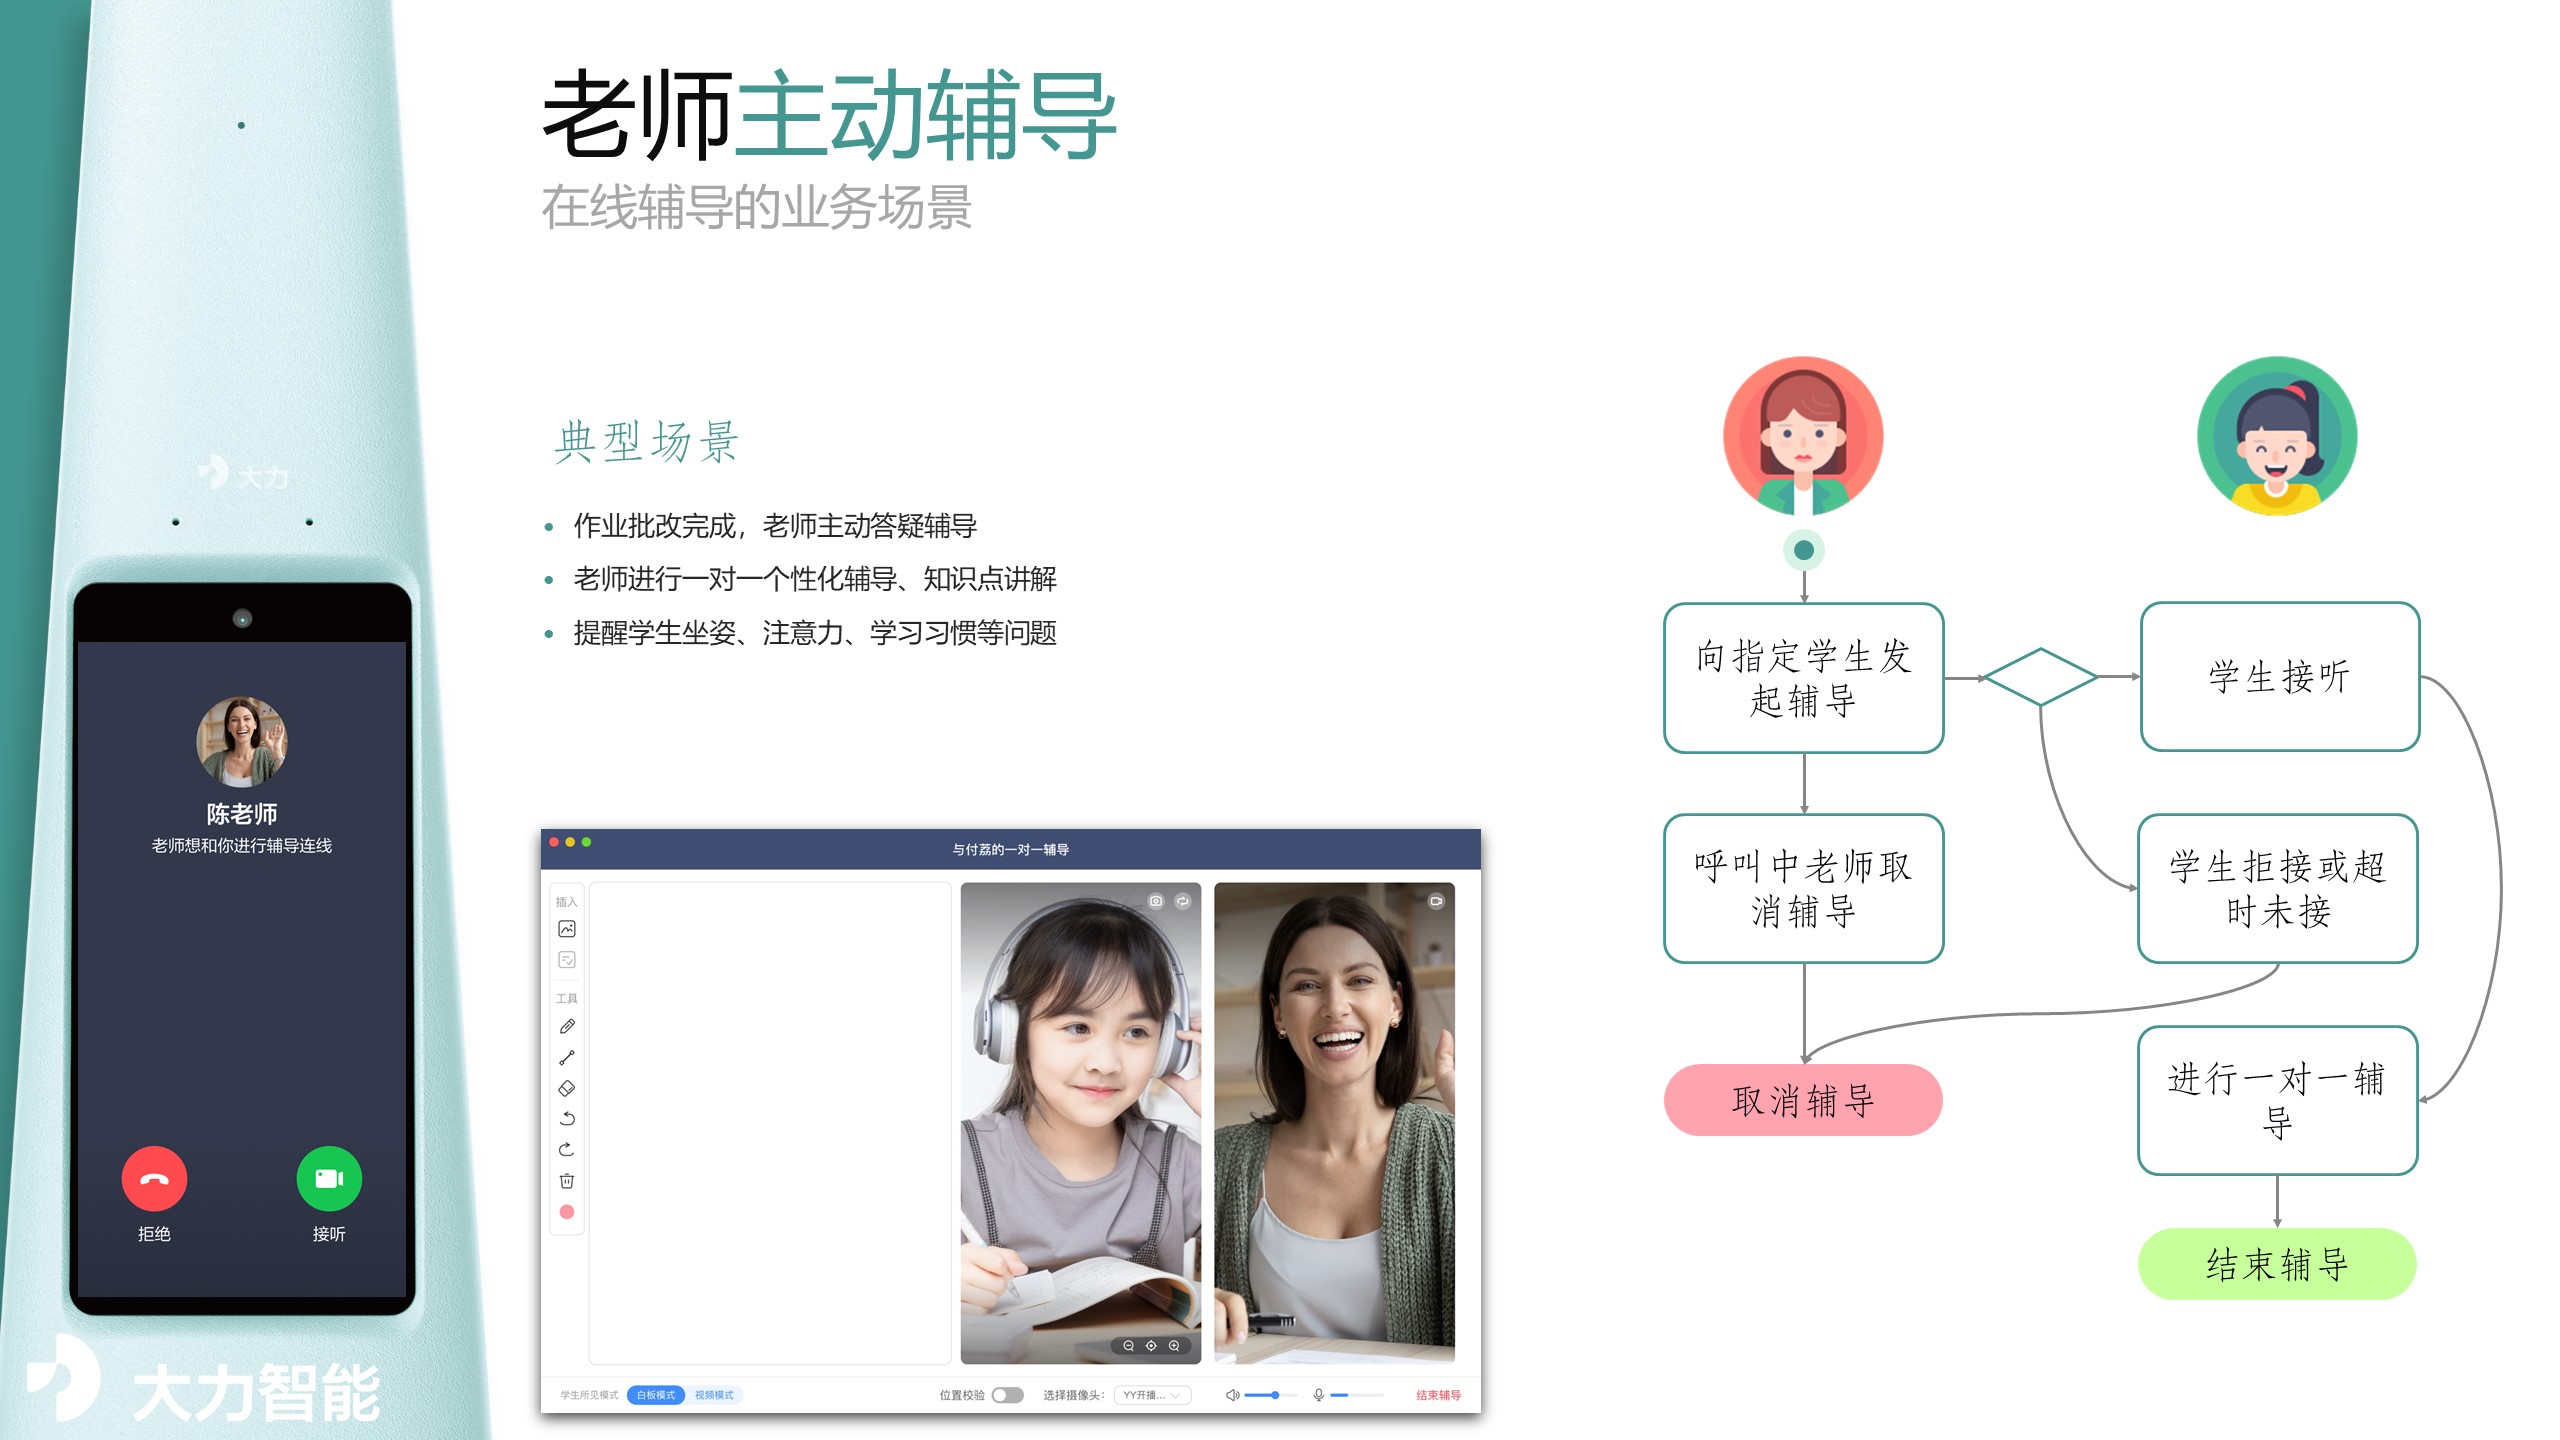 老师主动辅导
在线辅导的业务场景
典型场景
作业批改完成，老师主动答疑辅导
老师进行一对一个性化辅导、知识点讲解
提醒学生坐姿、注意力、学习习惯等问题
大力
陈老师
老师想和你进行辅导连线
拒绝
接听
大力智能
与付荔的一对一辅导
插入
工具
学生所见模式
白板模式
视频模式
位置校验
选择摄像头：
YY开播...
结束辅导
向指定学生发
起辅导
学生接听
呼叫中老师取
消辅导
学生拒接或超
时未接
取消辅导
进行一对一辅
导
结束辅导